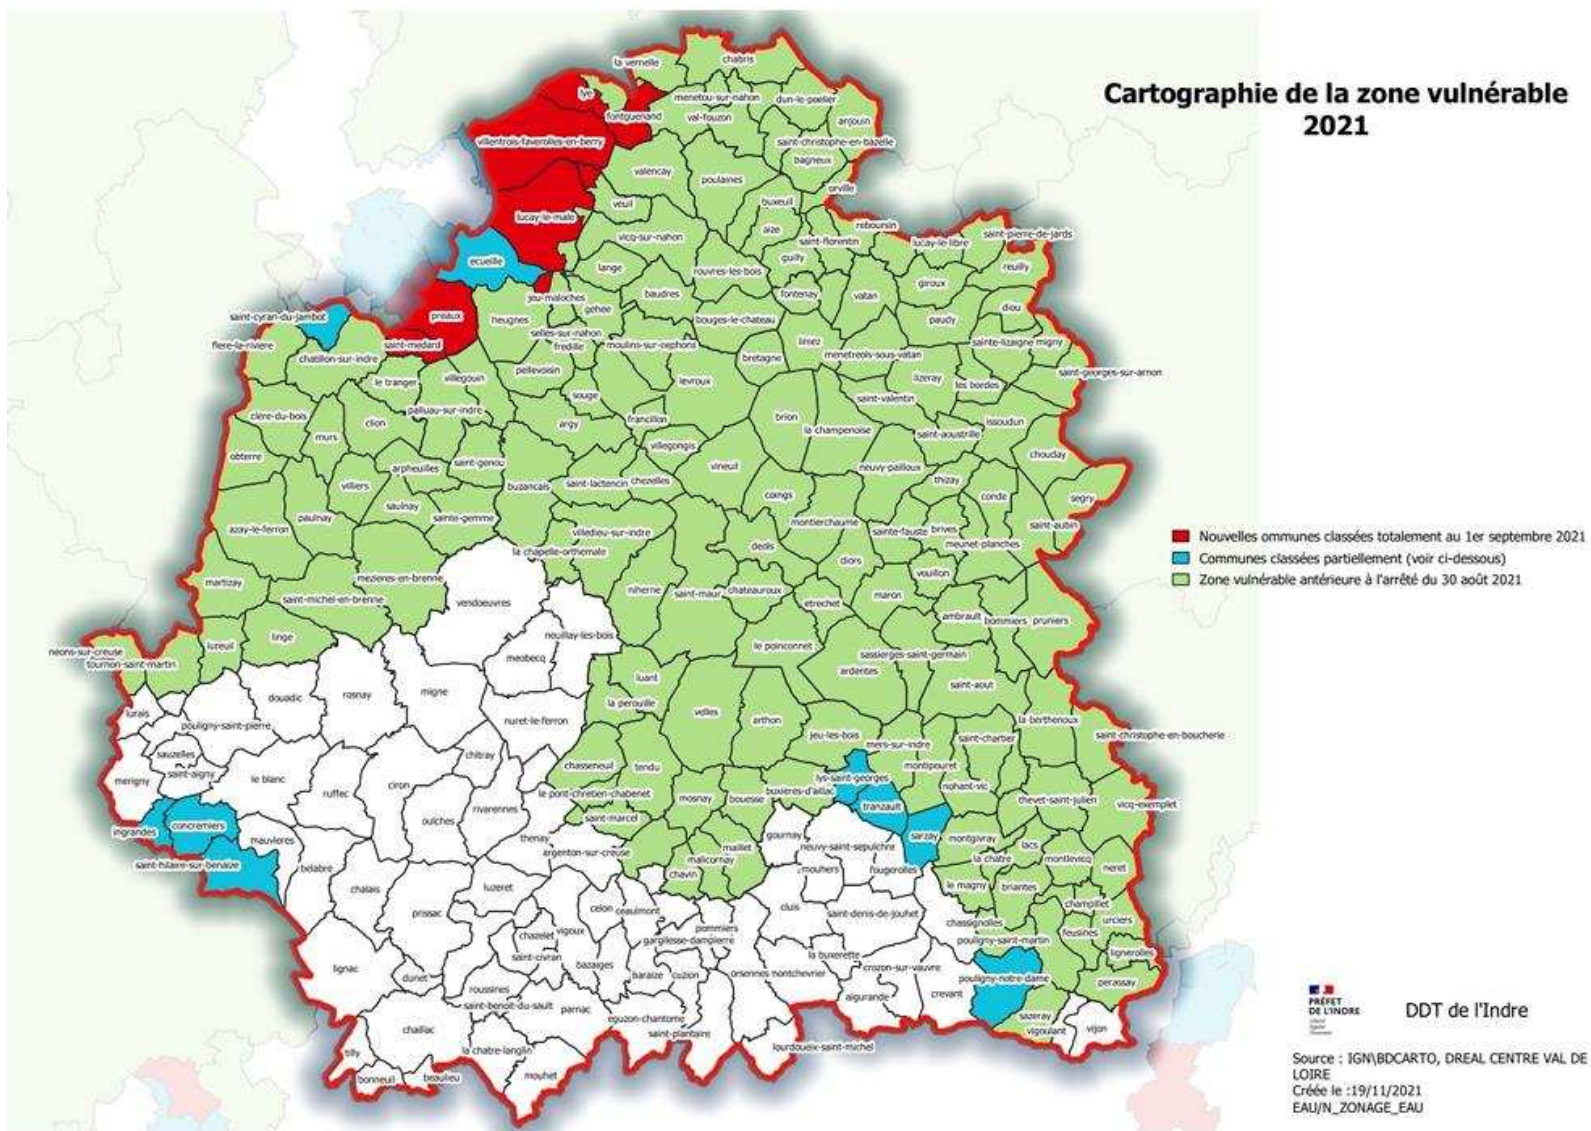 Cartographie de la zone vulnérable
2021
la vernelle
chabris
lye
menetou-sur-nahon
dun-le-poelier
fontguenand
val-fouzon
anjouin
villentrois-faverolles-en-berry
saint-christophe-en-bazelle
bagneux
valencay
poulaines
orville
veuil
buxeuil
lucay-le-male
aize
reboursin
saint-pierre-de-jards
vicq-sur-nahon
saint-florentin
lucay-le-libre
ecueille
guilly
lange
rouvres-les-bois
reuilly
giroux
jeu-maloches
baudres
fontenay
vatan
gehee
diou
saint-cyran-du-jambot
preaux
heugnes
bouges-le-chateau
paudy
selles-sur-nahon
flere-la-riviere
saint-medard
fredille
moulins-sur-cephons
liniez
sainte-lizaigne
migny
chatillon-sur-indre
bretagne
menetreols-sous-vatan
pellevoisin
saint-georges-sur-arnon
le tranger
villegouin
levroux
lizeray
les bordes
souge
saint-valentin
clere-du-bois
palluau-sur-indre
clion
argy
francillon
brion
la champenoise
issoudun
murs
saint-aoustrille
villegongis
obterre
chouday
arpheuilles
saint-genou
vineuil
neuvy-pailloux
villiers
buzancais
saint-lactencin
chezelles
thizay
coings
conde
segry
saulnay
paulnay
sainte-gemme
montierchaume
azay-le-ferron
villedieu-sur-indre
sainte-fauste
brives
saint-aubin
la chapelle-orthemale
deols
meunet-planches
diors
martizay
mezieres-en-brenne
vouillon
saint-michel-en-brenne
vendoeuvres
niherne
saint-maur
chateauroux
etrechet
maron
ambrault
bommiers
pruniers
linge
neuillay-les-bois
lureuil
le poinconnet
neons-sur-creuse
meobecq
sassierges-saint-germain
tournon-saint-martin
luant
ardentes
saint-aout
douadic
rosnay
migne
la perouille
velles
arthon
lurais
pouligny-saint-pierre
nuret-le-ferron
la berthenoux
jeu-les-bois
saint-chartier
saint-christophe-en-boucherie
mers-sur-indre
sauzelles
chitray
chasseneuil
tendu
montipouret
saint-aigny
merigny
le blanc
lys-saint-georges
ciron
nohant-vic
ruffec
buxieres-d'aillac
le pont-chretien-chabenet
mosnay
bouesse
thevet-saint-julien
vicq-exemplet
rivarennes
tranzault
oulches
saint-marcel
ingrandes
concremiers
mauvieres
thenay
gournay
sarzay
montgivray
lacs
neuvy-saint-sepulchre
maillet
argenton-sur-creuse
malicornay
la chatre
montlevicq
saint-hilaire-sur-benaize
belabre
mouhers
fougerolles
neret
chavin
chalais
luzeret
le magny
briantes
champillet
prissac
celon
ceaulmont
cluis
saint-denis-de-jouhet
urciers
chassignolles
pommiers
feusines
chazelet
vigoux
gargilesse-dampierre
pouligny-saint-martin
saint-civran
la buxerette
lignerolles
lignac
bazaiges
crozon-sur-vauvre
dunet
baraize
cuzion
orsennes
montchevrier
pouligny-notre-dame
perassay
roussines
aigurande
crevant
saint-benoit-du-sault
parnac
eguzon-chantome
sazeray
chaillac
saint-plantaire
vigoulant
vijon
la chatre-langlin
lourdoueix-saint-michel
tilly
bonneuil
beaulieu
mouhet
Nouvelles ommunes classées totalement au 1er septembre 2021
Communes classées partiellement (voir ci-dessous)
Zone vulnérable antérieure à l'arrêté du 30 août 2021
PRÉFET
DE L'INDRE
DDT de l'Indre
Source : IGN\BDCARTO, DREAL CENTRE VAL DE
LOIRE
Créée le :19/11/2021
EAU/N_ZONAGE_EAU